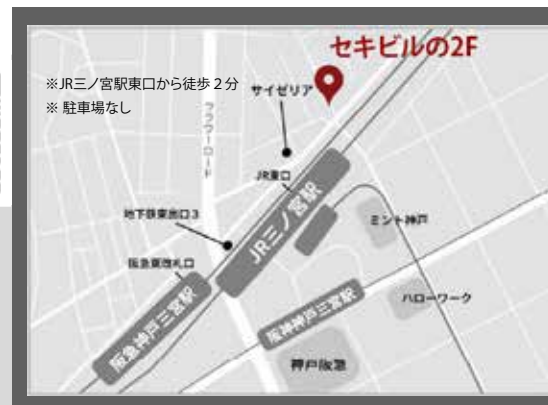 セキビルの2F
※JR三ノ宮駅東口から徒歩2分
※ 駐車場なし
サイゼリア
フラワーロード
JR東口
JR三ノ宮駅
地下鉄東出口3
ミント神戸
阪急東改札口
阪急神戸三宮駅
阪神神戸三宮駅
ハローワーク
神戸阪急